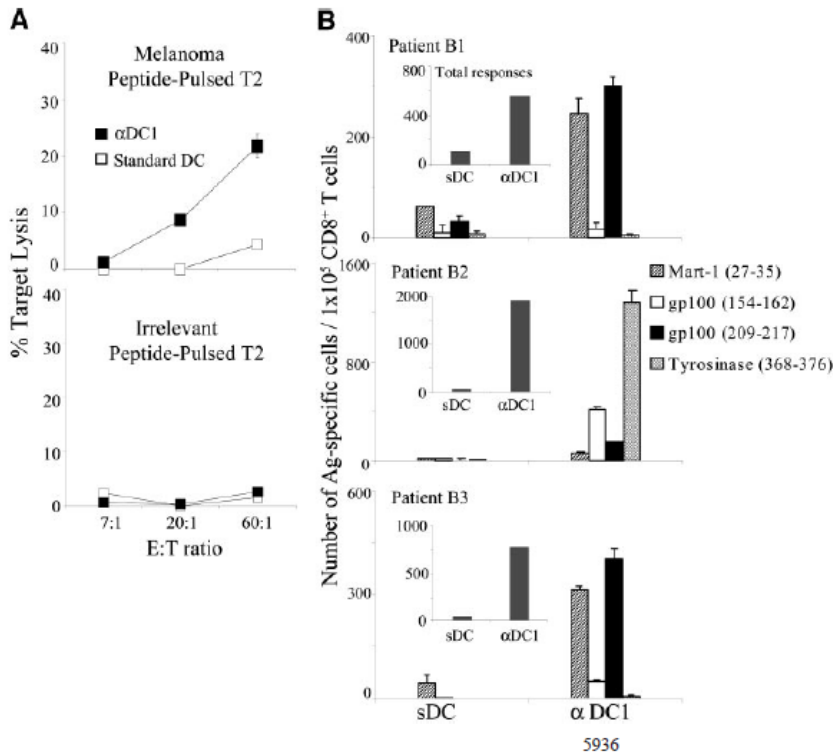 A
Melanoma
Peptide-Pulsed T2
αDC1
Standard DC
40
30
20
10
0
Irrelevant
Peptide-Pulsed T2
40
30
20
10
0
7:1 20:1 60:1
E:T ratio
% Target Lysis
B
Patient B1
Total responses
400
300
200
100
0
800
400
0
sDC αDC1
Patient B2
1600
800
0
2000
1000
0
sDC αDC1
Mart-1 (27-35)
gp100 (154-162)
gp100 (209-217)
Tyrosinase (368-376)
Patient B3
600
300
0
1000
500
0
sDC αDC1
sDC α DC1
Number of Ag-specific cells / 1x10⁵ CD8⁺ T cells
5936